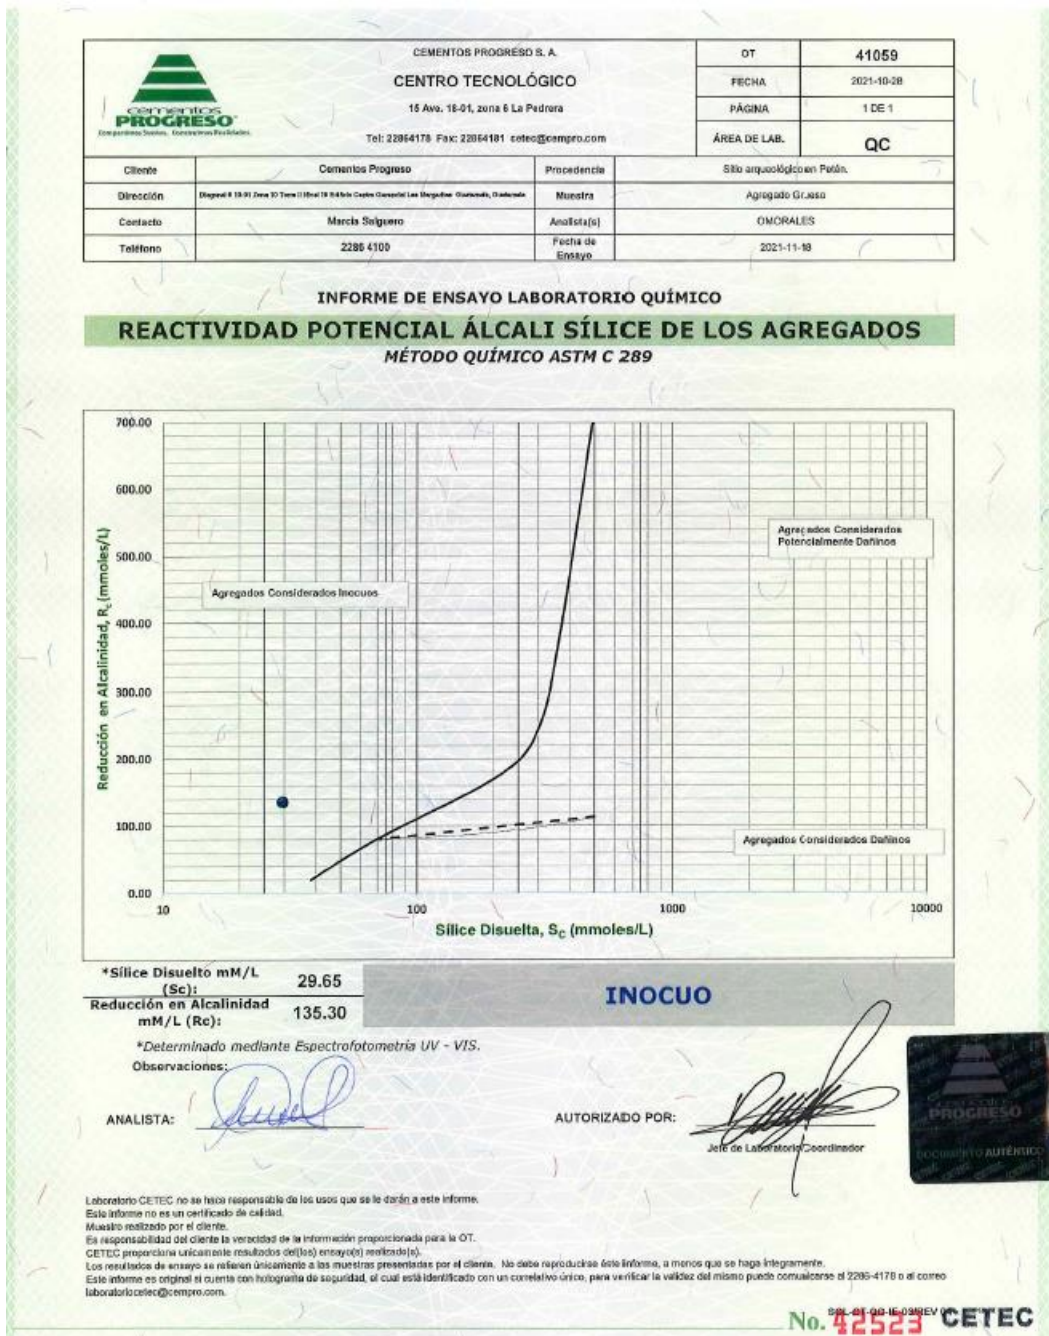 CEMENTOS PROGRESO S. A.
CENTRO TECNOLÓGICO
15 Ave. 18-01, zona 6 La Pedrera
Tel: 22864178 Fax: 22864181 cetec@cempro.com
cementos
PROGRESO
OT 41059
FECHA 2021-10-28
PÁGINA 1 DE 1
ÁREA DE LAB. QC
Cliente Cementos Progreso Procedencia Sitio arqueológico en Petén.
Dirección Muestra Agregado Grueso
Contacto Marcia Salguero Analista(s) OMORALES
Teléfono 2286 4100 Fecha de Ensayo 2021-11-18
INFORME DE ENSAYO LABORATORIO QUÍMICO
REACTIVIDAD POTENCIAL ÁLCALI SÍLICE DE LOS AGREGADOS
MÉTODO QUÍMICO ASTM C 289
Reducción en Alcalinidad, Rc (mmoles/L)
700.00
600.00
500.00
400.00
300.00
200.00
100.00
0.00
Agregados Considerados Inocuos
Agregados Considerados
Potencialmente Dañinos
Agregados Considerados Dañinos
10 100 1000 10000
Sílice Disuelta, SC (mmoles/L)
*Sílice Disuelto mM/L (Sc): 29.65
Reducción en Alcalinidad mM/L (Rc): 135.30
INOCUO
*Determinado mediante Espectrofotometría UV - VIS.
Observaciones:
ANALISTA:
AUTORIZADO POR:
Jefe de Laboratorio/Coordinador
PROGRESO
DOCUMENTO AUTÉNTICO
Laboratorio CETEC no se hace responsable de los usos que se le darán a este informe.
Este informe no es un certificado de calidad.
Muestro realizado por el cliente.
Es responsabilidad del cliente la veracidad de la información proporcionada para la OT.
CETEC proporciona unicamente resultados del(los) ensayo(s) realizado(s).
Los resultados de ensayo se refieren únicamente a las muestras presentadas por el cliente. No debe reproducirse éste informe, a menos que se haga íntegramente.
Este informe es original si cuenta con holograma de seguridad, el cual está identificado con un correlativo único, para verificar la validez del mismo puede comunicarse al 2286-4178 o al correo
laboratoriocetec@cempro.com.
No. 42523 CETEC